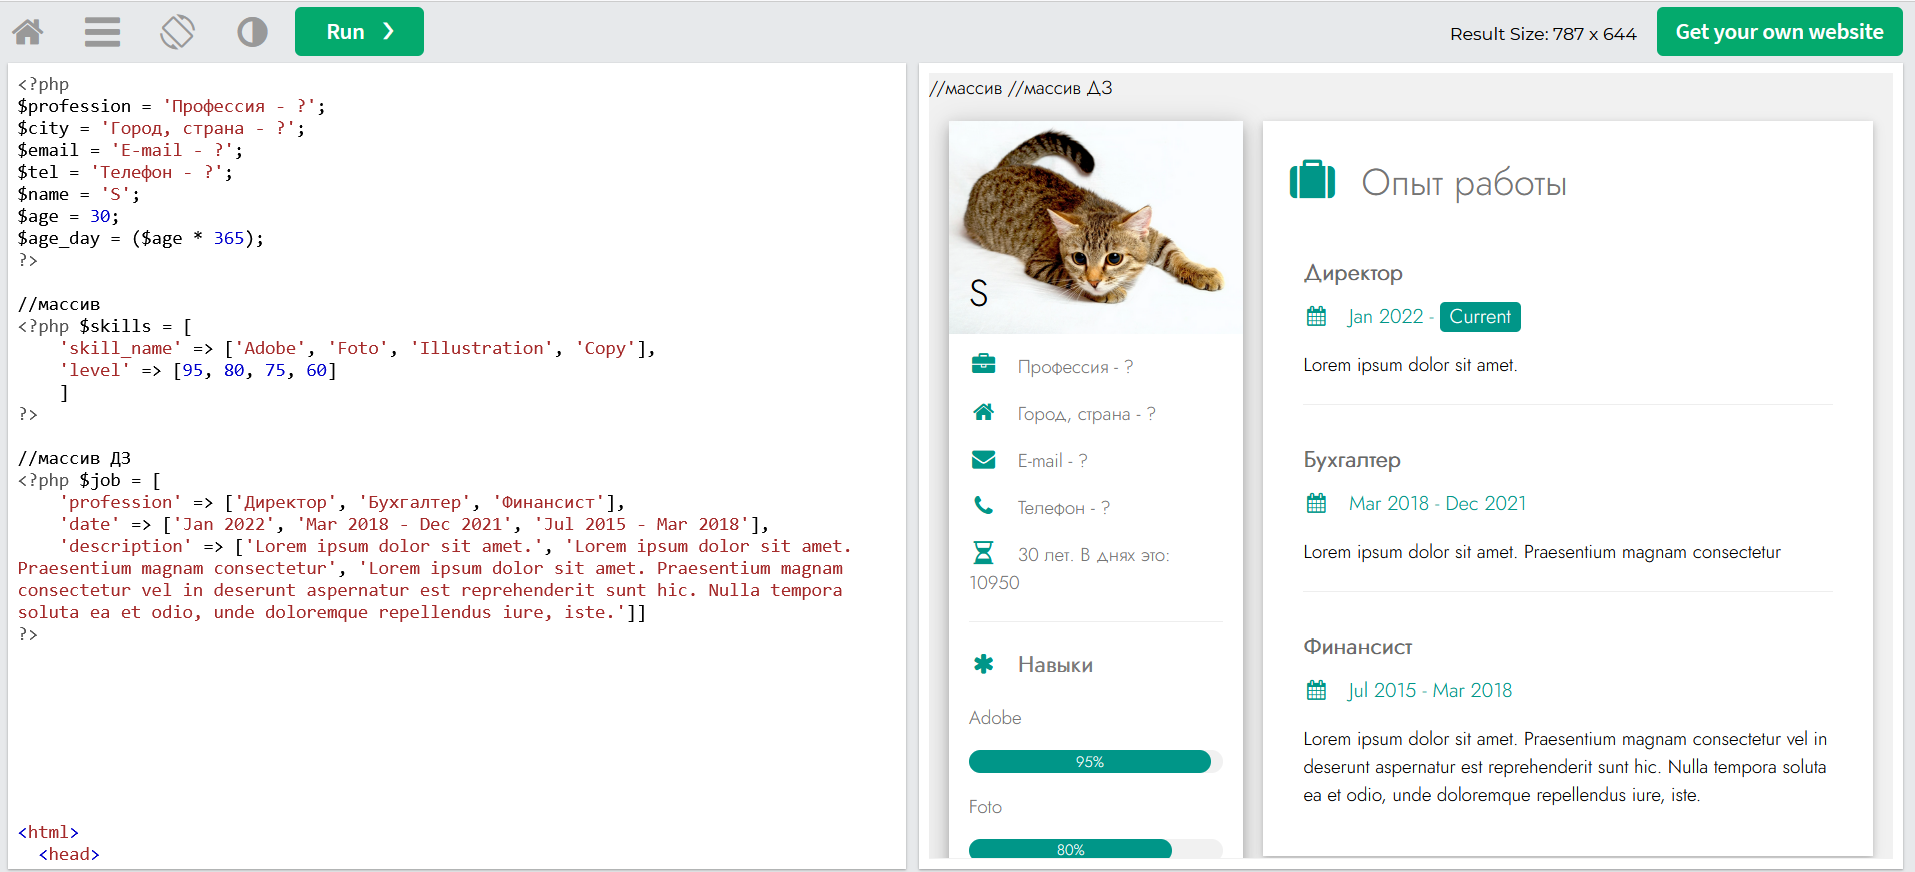 Run ❯
Result Size: 787 x 644
Get your own website
<?php
$profession = 'Профессия - ?';
$city = 'Город, страна - ?';
$email = 'E-mail - ?';
$tel = 'Телефон - ?';
$name = 'S';
$age = 30;
$age_day = ($age * 365);
?>
//массив
<?php $skills = [
    'skill_name' => ['Adobe', 'Foto', 'Illustration', 'Copy'],
    'level' => [95, 80, 75, 60]
    ]
?>
//массив ДЗ
<?php $job = [
    'profession' => ['Директор', 'Бухгалтер', 'Финансист'],
    'date' => ['Jan 2022', 'Mar 2018 - Dec 2021', 'Jul 2015 - Mar 2018'],
    'description' => ['Lorem ipsum dolor sit amet.', 'Lorem ipsum dolor sit amet.
Praesentium magnam consectetur', 'Lorem ipsum dolor sit amet. Praesentium magnam
consectetur vel in deserunt aspernatur est reprehenderit sunt hic. Nulla tempora
soluta ea et odio, unde doloremque repellendus iure, iste.']]
?>
<html>
  <head>
//массив //массив ДЗ
S
Профессия - ?
Город, страна - ?
E-mail - ?
Телефон - ?
30 лет. В днях это:
10950
Навыки
Adobe
95%
Foto
80%
Опыт работы
Директор
Jan 2022 - Current
Lorem ipsum dolor sit amet.
Бухгалтер
Mar 2018 - Dec 2021
Lorem ipsum dolor sit amet. Praesentium magnam consectetur
Финансист
Jul 2015 - Mar 2018
Lorem ipsum dolor sit amet. Praesentium magnam consectetur vel in
deserunt aspernatur est reprehenderit sunt hic. Nulla tempora soluta
ea et odio, unde doloremque repellendus iure, iste.